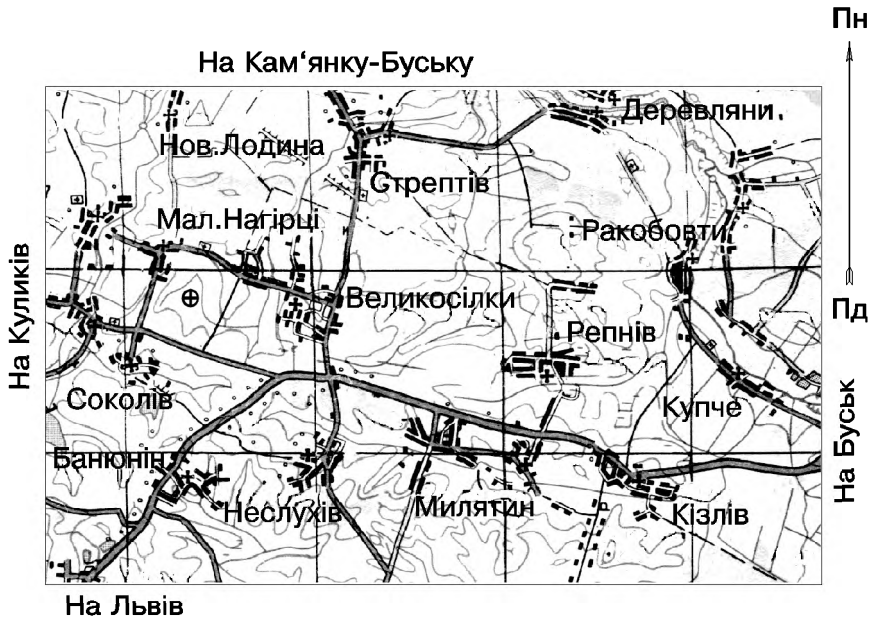 Пн
На Кам‘янку-Буську
Деревляни
Нов.Лодина
Стрептів
Мал.Нагірці
Ракобовти
На Куликів
Великосілки
Пд
Репнів
Соколів
Купче
На Буськ
Банюнін
Неслухів
Милятин
Кізлів
На Львів